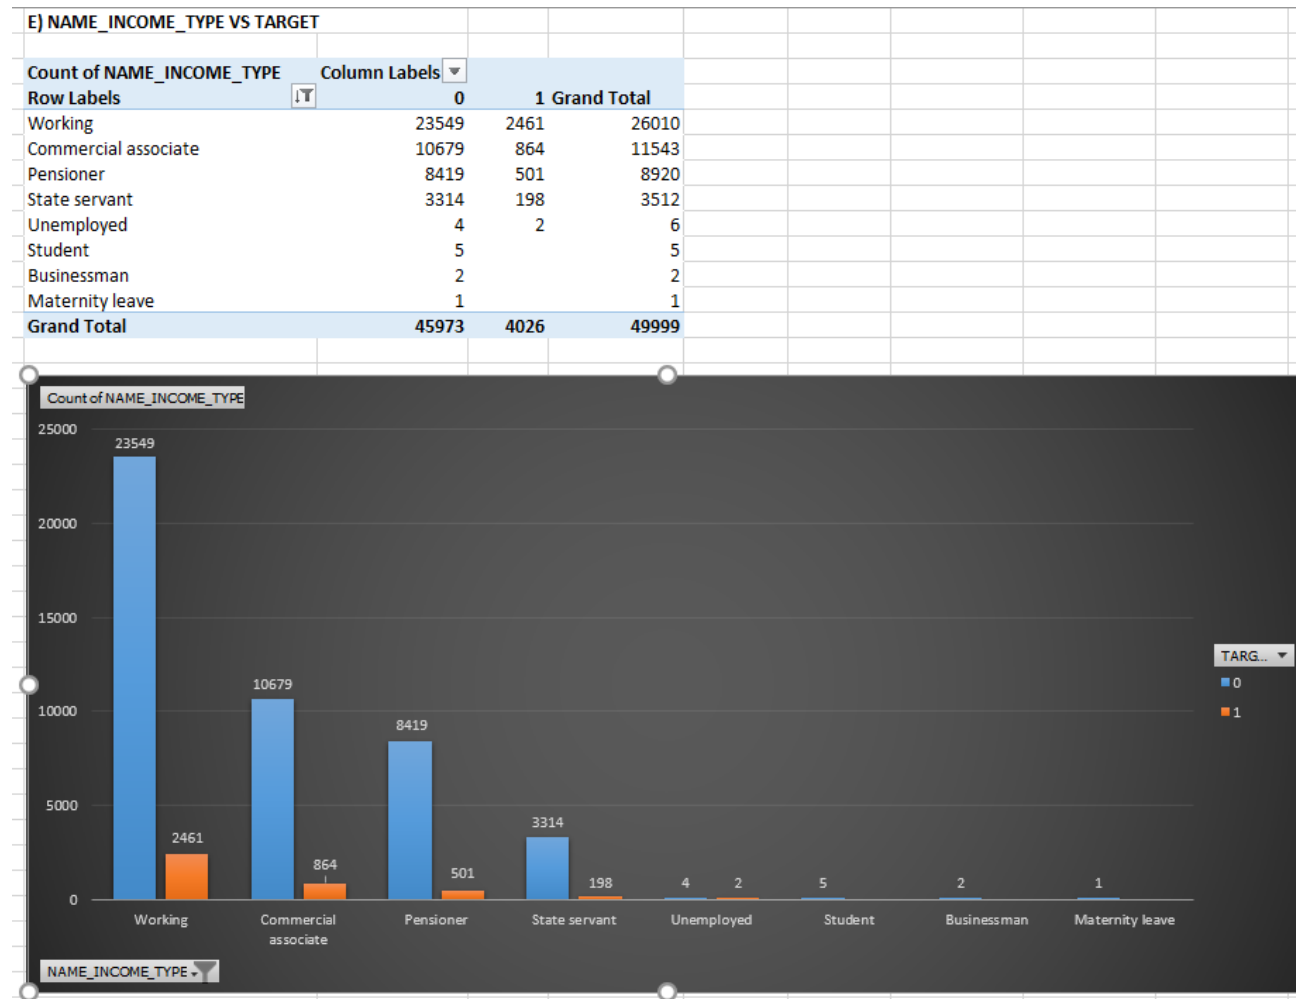 E) NAME_INCOME_TYPE VS TARGET
Count of NAME_INCOME_TYPE Column Labels
Row Labels 0 1 Grand Total
Working 23549 2461 26010
Commercial associate 10679 864 11543
Pensioner 8419 501 8920
State servant 3314 198 3512
Unemployed 4 2 6
Student 5 5
Businessman 2 2
Maternity leave 1 1
Grand Total 45973 4026 49999
Count of NAME_INCOME_TYPE
25000
23549
20000
15000
TARG...
10679
0
10000
8419
1
5000
3314
2461
864
501
198
4 2 5 2 1
0
Working Commercial associate Pensioner State servant Unemployed Student Businessman Maternity leave
NAME_INCOME_TYPE